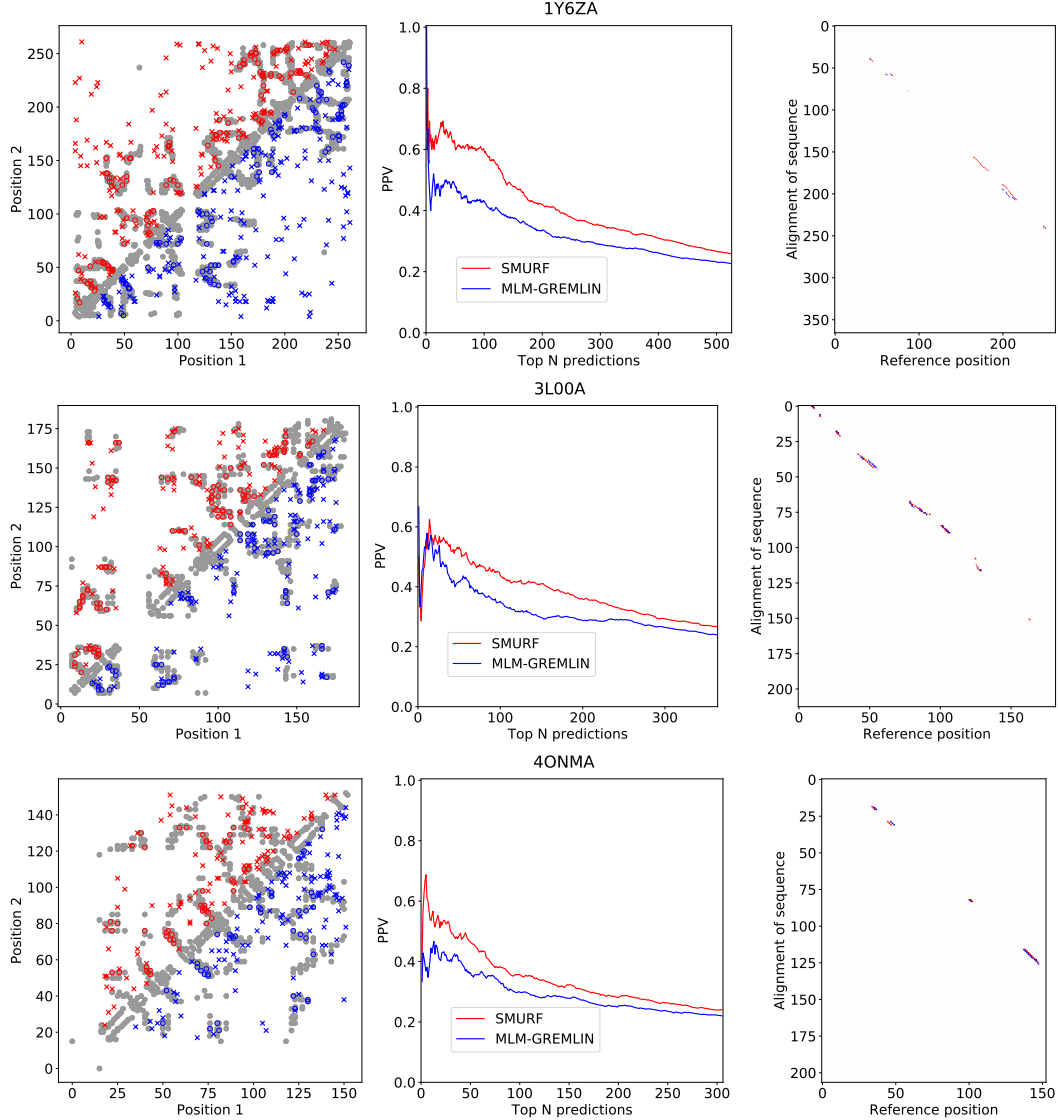 1Y6ZA
250
200
150
100
50
0
Position 2
0 50 100 150 200 250
Position 1
1.0
0.8
0.6
0.4
0.2
0.0
PPV
SMURF
MLM-GREMLIN
0 100 200 300 400 500
Top N predictions
0
50
100
150
200
250
300
350
Alignment of sequence
0 100 200
Reference position
3L00A
175
150
125
100
75
50
25
0
Position 2
0 50 100 150
Position 1
1.0
0.8
0.6
0.4
0.2
0.0
PPV
SMURF
MLM-GREMLIN
0 100 200 300
Top N predictions
0
25
50
75
100
125
150
175
200
Alignment of sequence
0 50 100 150
Reference position
4ONMA
140
120
100
80
60
40
20
0
Position 2
0 25 50 75 100 125 150
Position 1
1.0
0.8
0.6
0.4
0.2
0.0
PPV
SMURF
MLM-GREMLIN
0 50 100 150 200 250 300
Top N predictions
0
25
50
75
100
125
150
175
200
Alignment of sequence
0 50 100 150
Reference position